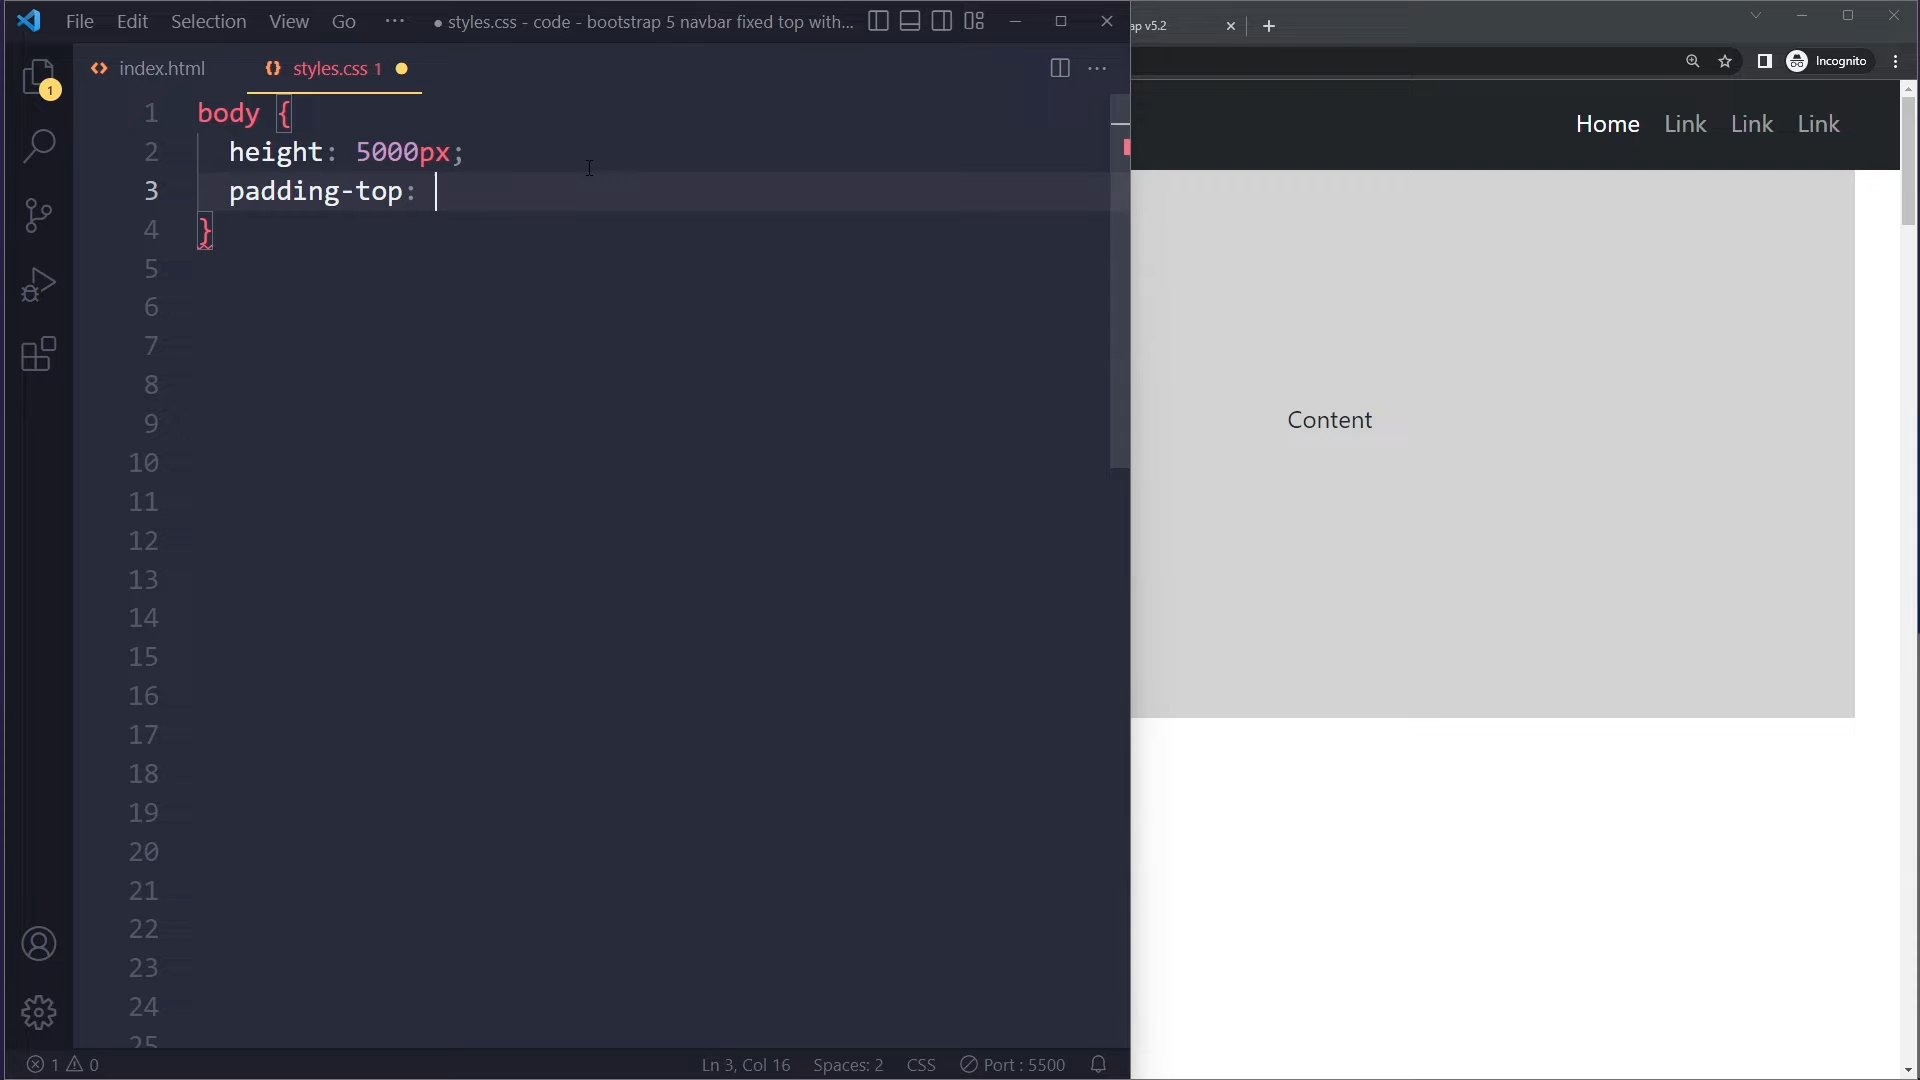 File Edit Selection View Go ··· ● styles.css - code - bootstrap 5 navbar fixed top with...
index.html
styles.css 1
1
1 body {
2 height: 5000px;
3 padding-top:
4 }
5
6
7
8
9
10
11
12
13
14
15
16
17
18
19
20
21
22
23
24
25
1 0
Ln 3, Col 16 Spaces: 2 CSS Port : 5500
ap v5.2
Incognito
Home Link Link Link
Content